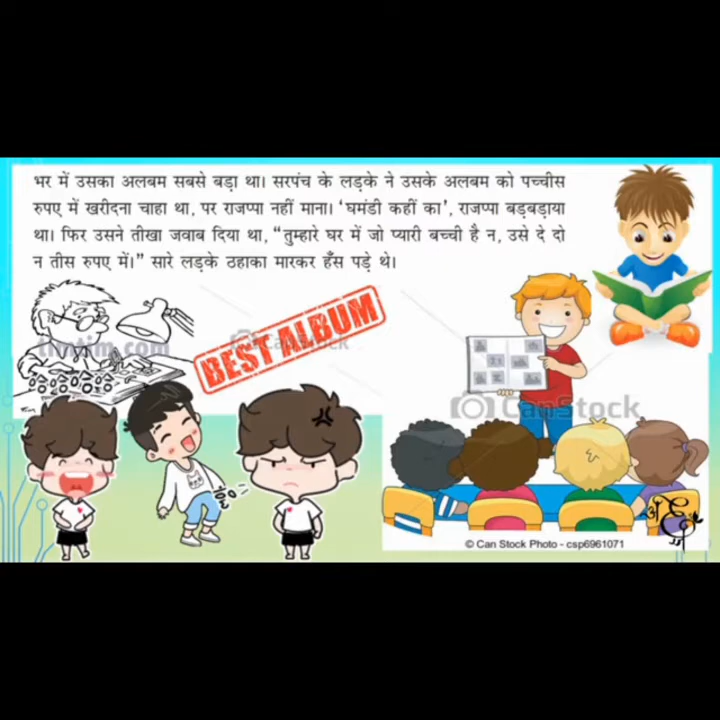 भर में उसका अलबम सबसे बड़ा था। सरपंच के लड़के ने उसके अलबम को पच्चीस
रुपए में खरीदना चाहा था, पर राजप्पा नहीं माना। ‘घमंडी कहीं का’, राजप्पा बड़बड़ाया
था। फिर उसने तीखा जवाब दिया था, “तुम्हारे घर में जो प्यारी बच्ची है न, उसे दे दो
न तीस रुपए में।” सारे लड़के ठहाका मारकर हँस पड़े थे।
BEST ALBUM
CanStock
CanStock
© Can Stock Photo - csp6961071